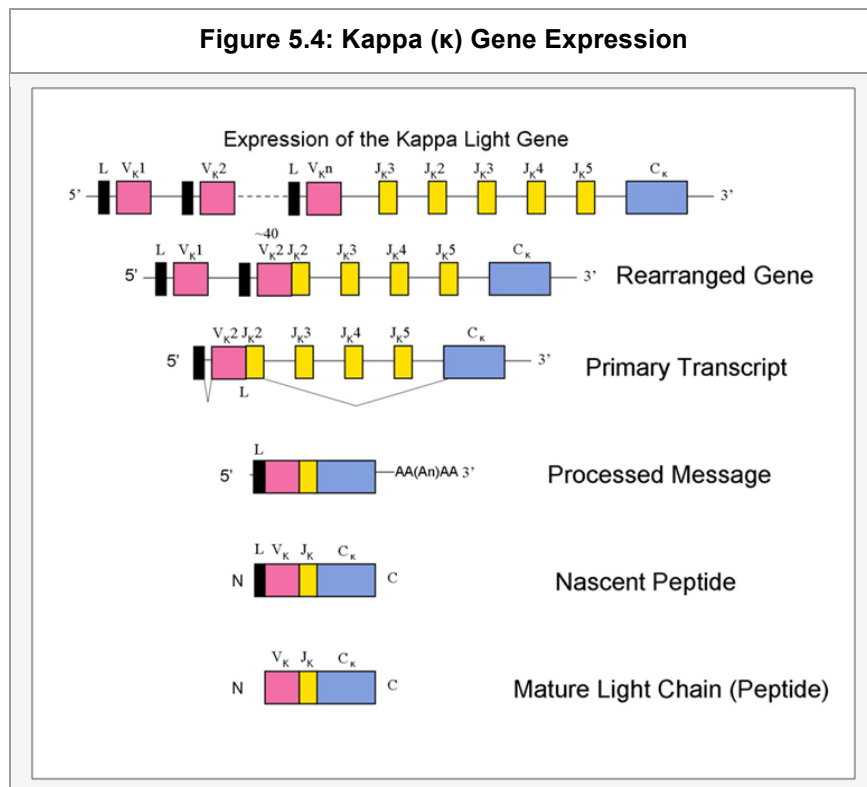 Figure 5.4: Kappa (κ) Gene Expression
Expression of the Kappa Light Gene
L Vκ1 Vκ2 L Vκn Jκ3 Jκ2 Jκ3 Jκ4 Jκ5 Cκ
5' 3'
~40
L Vκ1 Vκ2 Jκ2 Jκ3 Jκ4 Jκ5 Cκ
5' 3' Rearranged Gene
Vκ2 Jκ2 Jκ3 Jκ4 Jκ5 Cκ
5' 3' Primary Transcript
L
L
5' AA(An)AA 3' Processed Message
L Vκ Jκ Cκ
N C Nascent Peptide
Vκ Jκ Cκ
N C Mature Light Chain (Peptide)